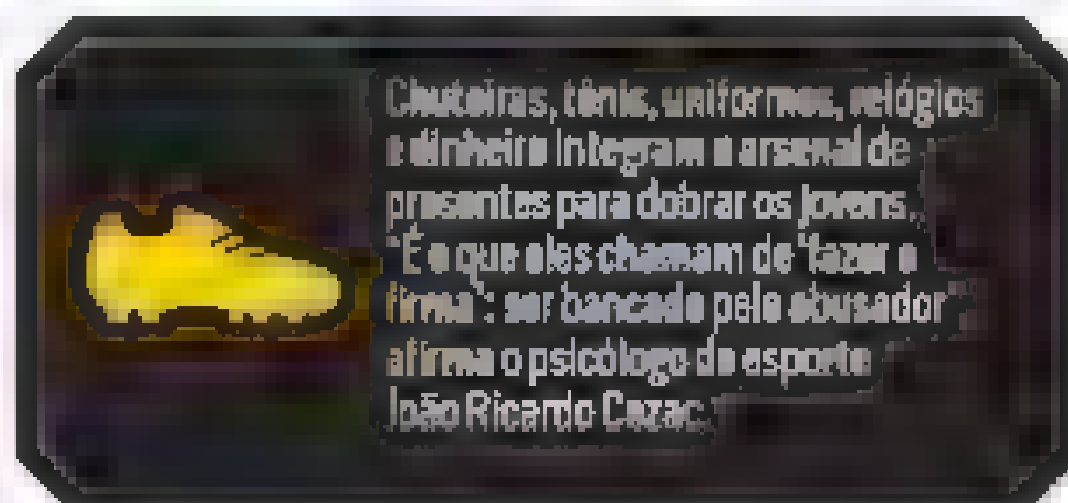 Chuteiras, tênis, uniformes, relógios
e dinheiro integram o arsenal de
presentes para dobrar os jovens.
"É o que eles chamam de 'fazer o
firma': ser bancado pelo abusador"
afirma o psicólogo do esporte
João Ricardo Cozac.